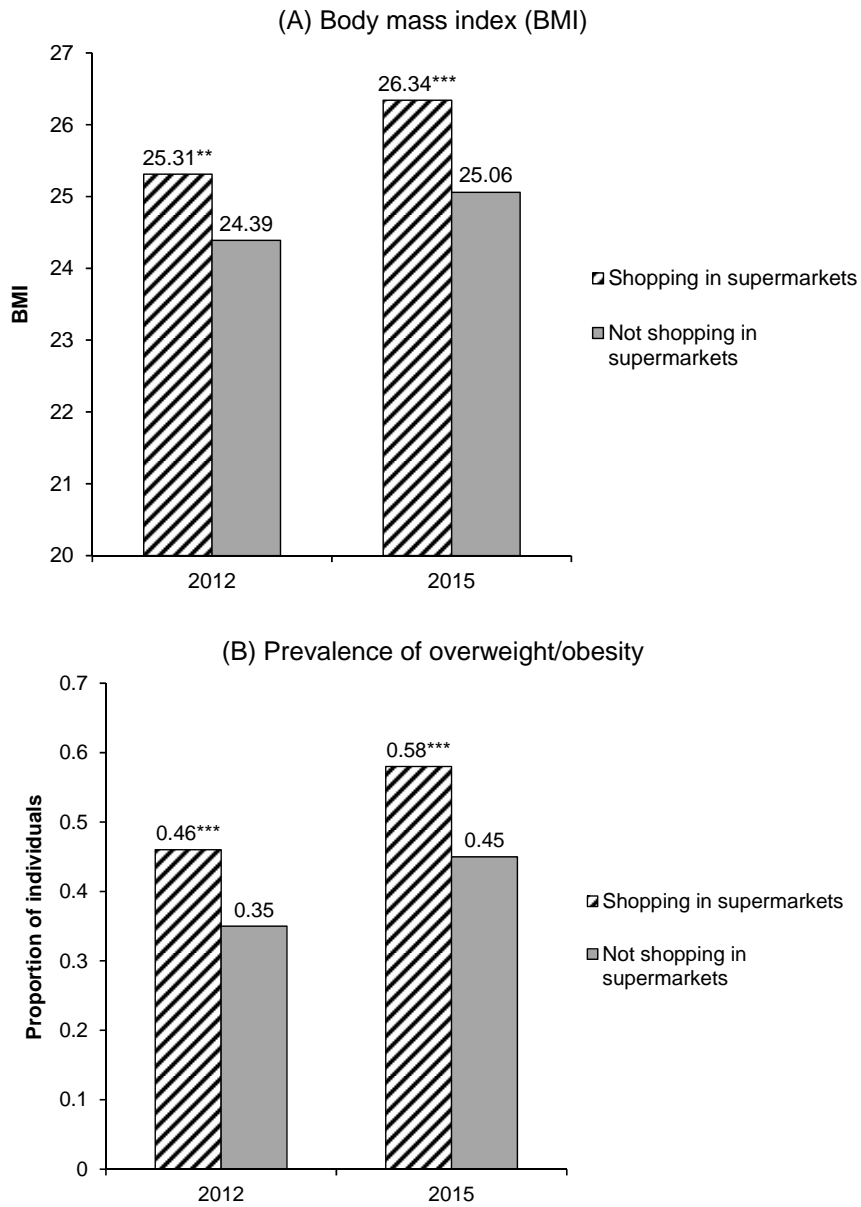 (A) Body mass index (BMI)
27
26
25
24
23
22
21
20
BMI
25.31**
24.39
26.34***
25.06
2012
2015
Shopping in supermarkets
Not shopping in
supermarkets
(B) Prevalence of overweight/obesity
0.7
0.6
0.5
0.4
0.3
0.2
0.1
0
Proportion of individuals
0.46***
0.35
0.58***
0.45
2012
2015
Shopping in supermarkets
Not shopping in
supermarkets